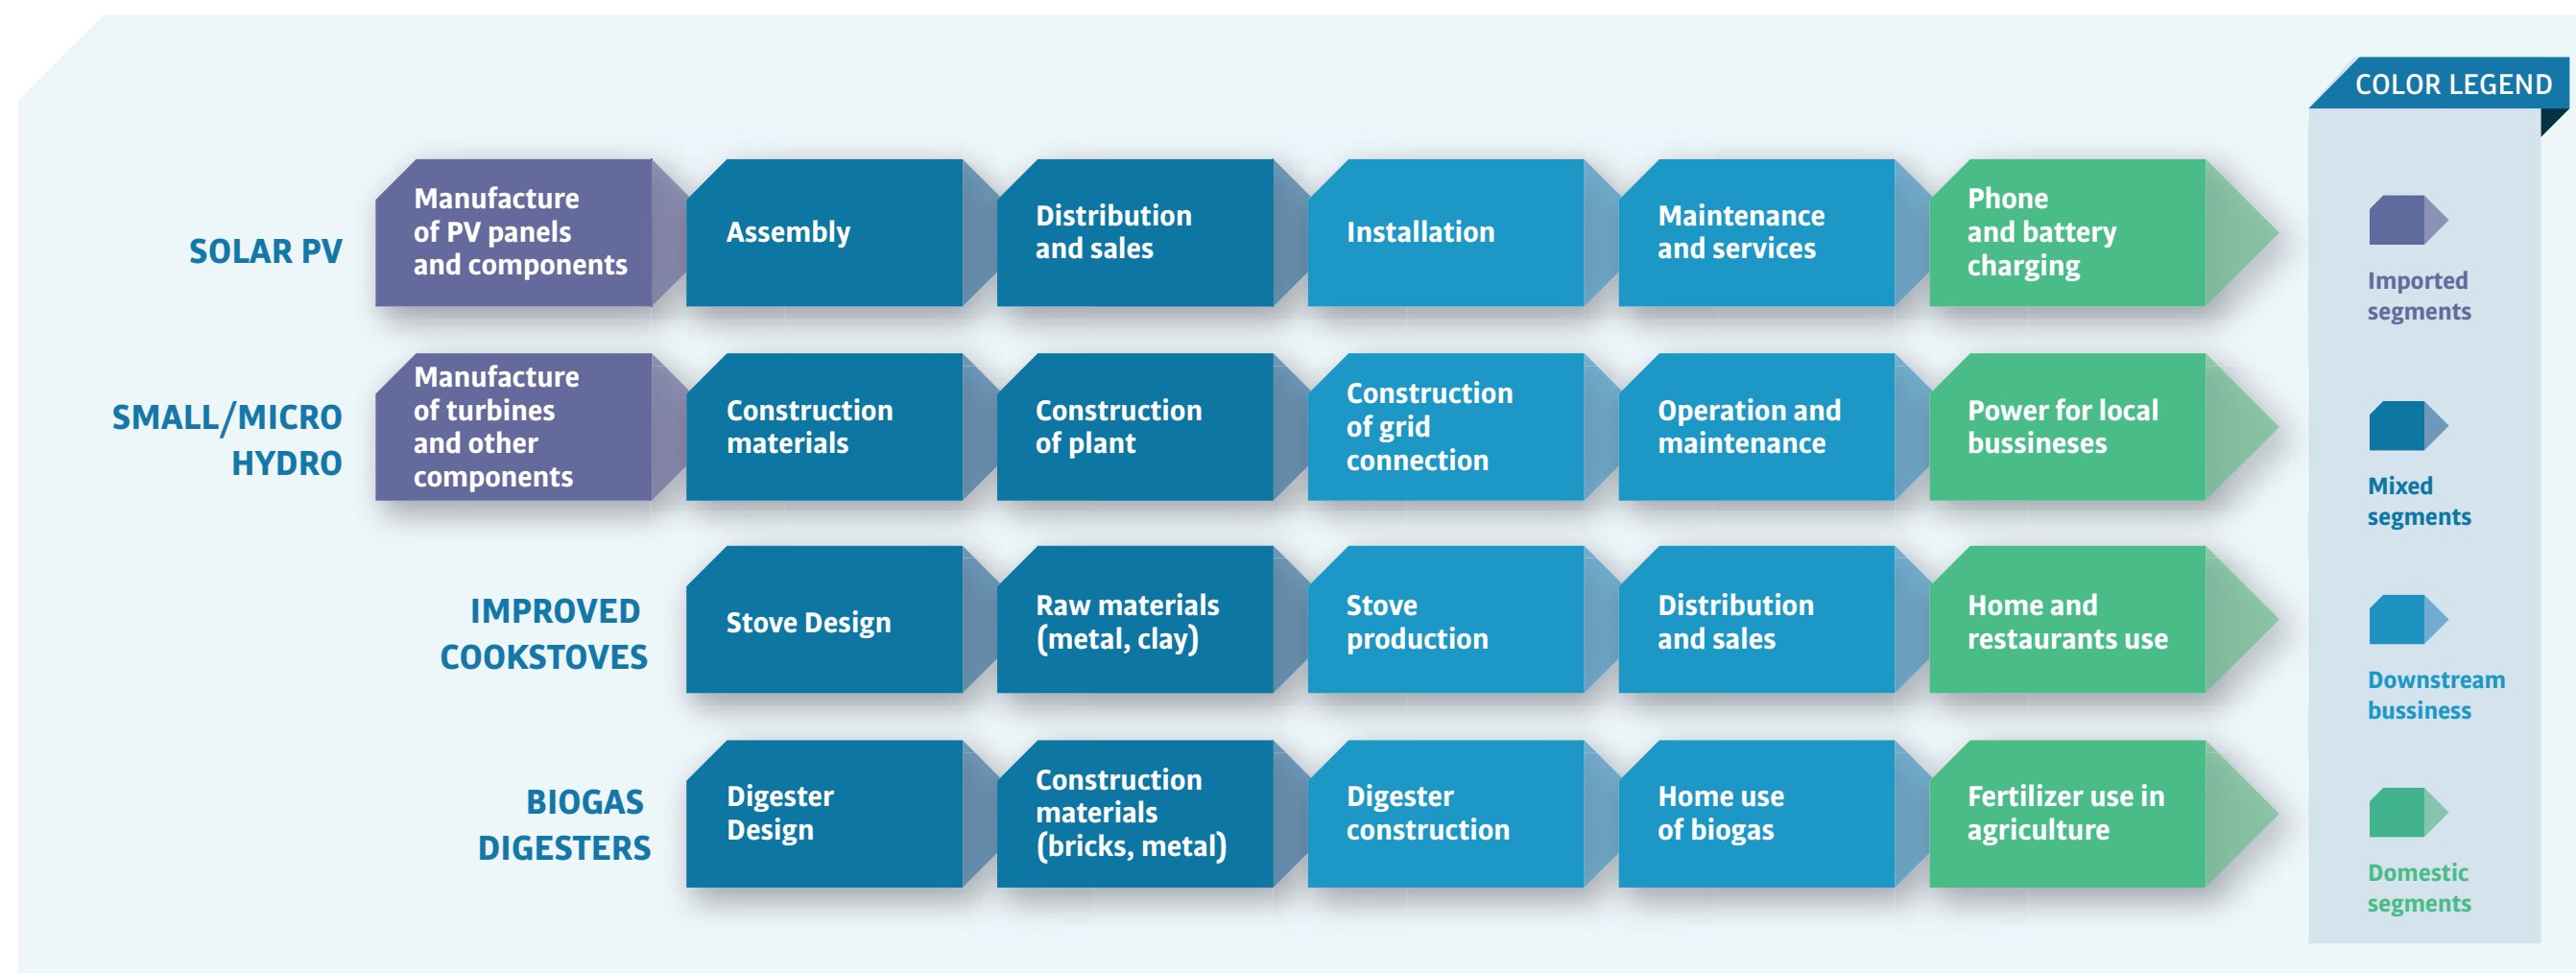 COLOR LEGEND
SOLAR PV
Manufacture
of PV panels
and components
Assembly
Distribution
and sales
Installation
Maintenance
and services
Phone
and battery
charging
SMALL/MICRO
HYDRO
Manufacture
of turbines
and other
components
Construction
materials
Construction
of plant
Construction
of grid
connection
Operation and
maintenance
Power for local
bussineses
IMPROVED
COOKSTOVES
Stove Design
Raw materials
(metal, clay)
Stove
production
Distribution
and sales
Home and
restaurants use
BIOGAS
DIGESTERS
Digester
Design
Construction
materials
(bricks, metal)
Digester
construction
Home use
of biogas
Fertilizer use in
agriculture
Imported
segments
Mixed
segments
Downstream
bussiness
Domestic
segments